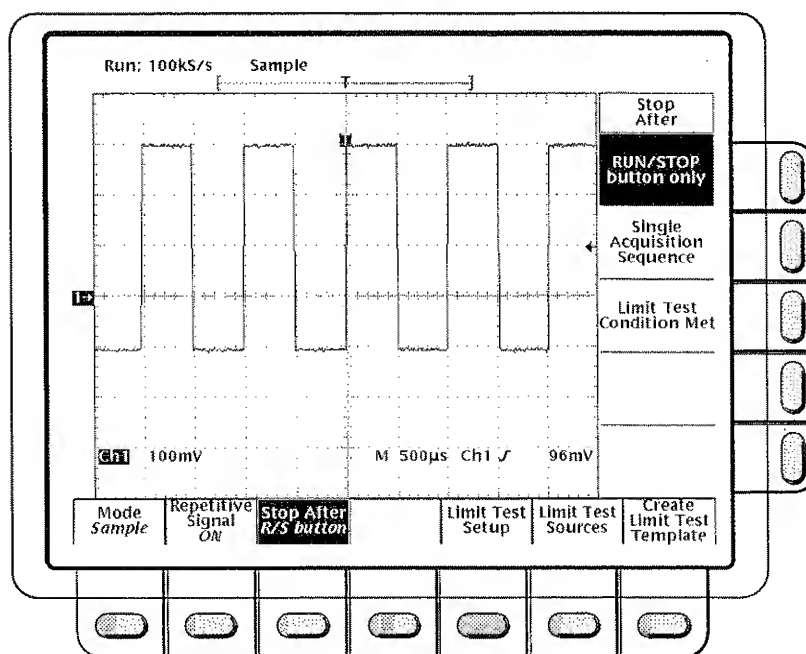 Run: 100kS/s Sample
[ T ]
Stop
After
T
RUN/STOP
button only
Single
Acquisition
Sequence
1
Limit Test
Condition Met
Ch1 100mV M 500µs Ch1 96mV
Mode
Sample
Repetitive
Signal
ON
Stop After
R/S button
Limit Test
Setup
Limit Test
Sources
Create
Limit Test
Template